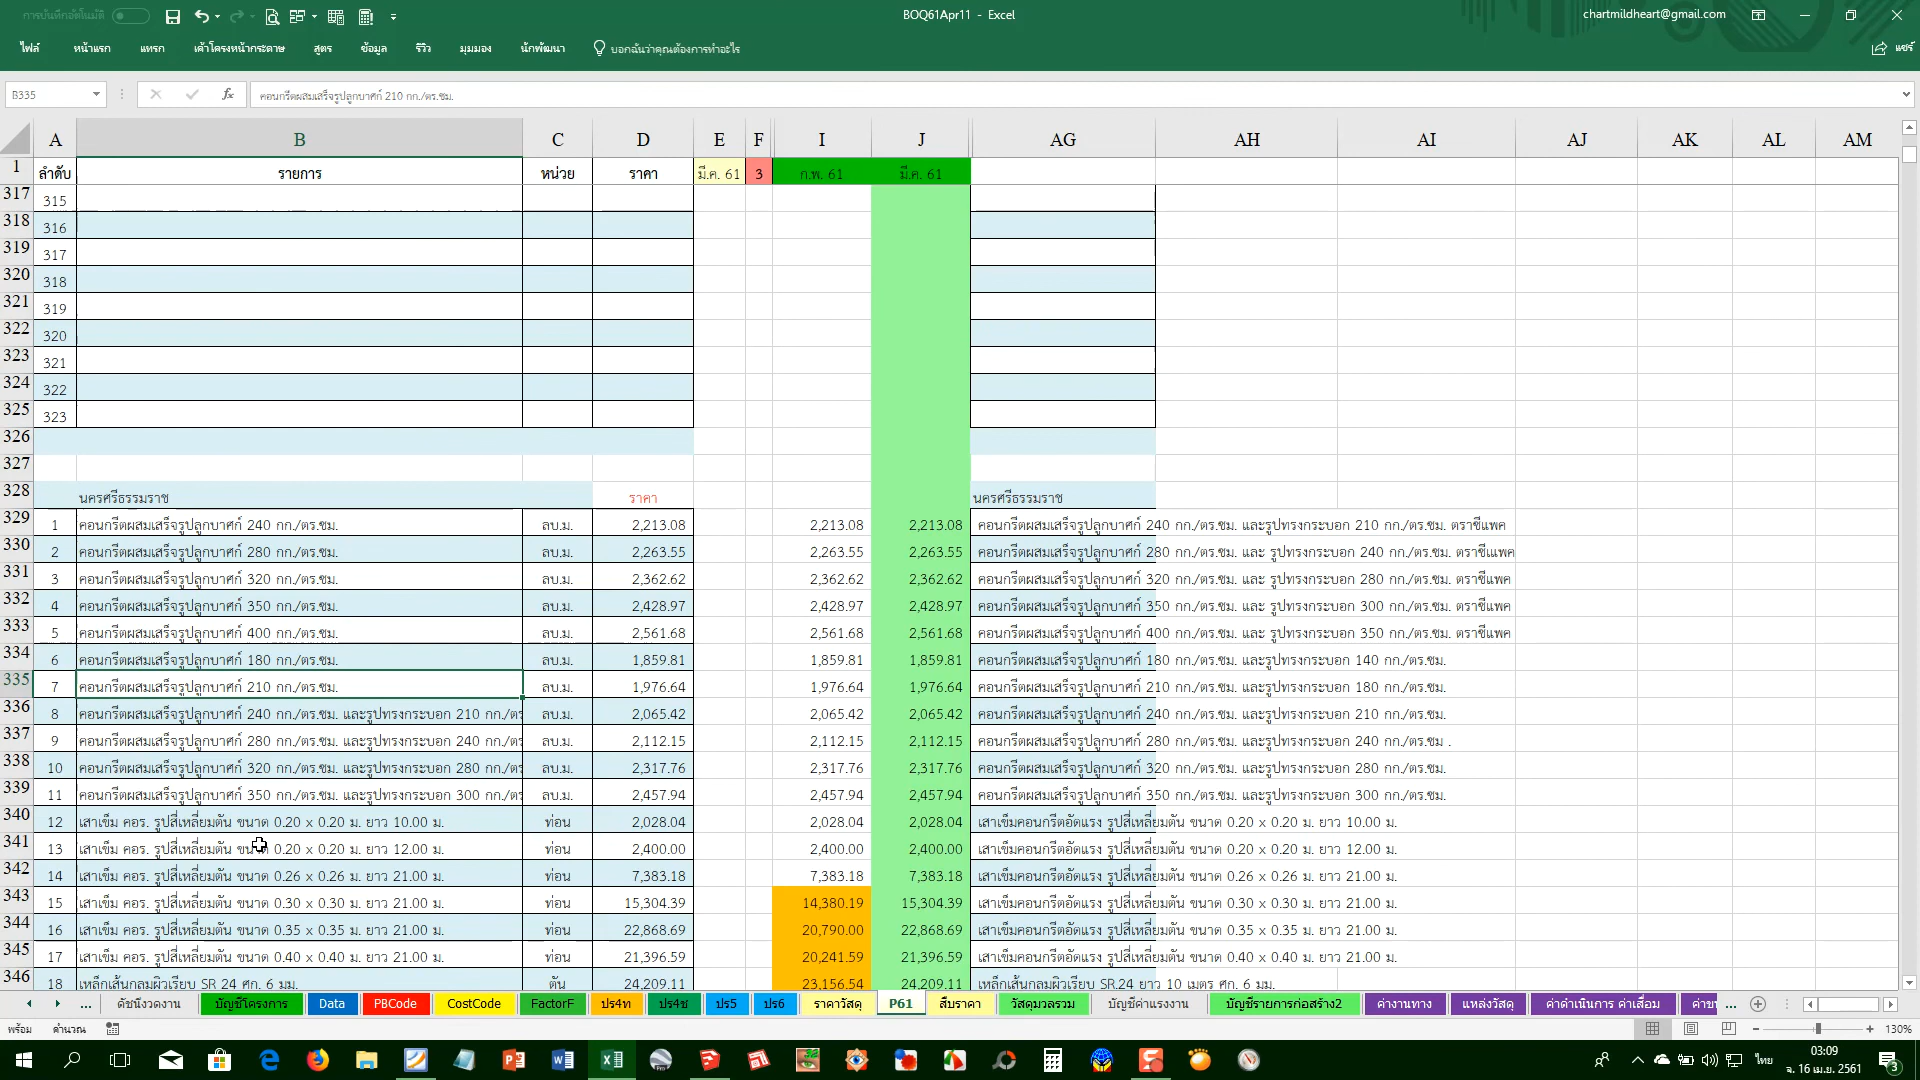 การบันทึกอัตโนมัติ
BOQ61Apr11 - Excel
chartmildheart@gmail.com
ไฟล์ หน้าแรก แทรก เค้าโครงหน้ากระดาษ สูตร ข้อมูล รีวิว มุมมอง นักพัฒนา บอกฉันว่าคุณต้องการทำอะไร แชร์
B335 fx คอนกรีตผสมเสร็จรูปลูกบาศก์ 210 กก./ตร.ซม.
A B C D E F I J AG AH AI AJ AK AL AM
1 ลำดับ รายการ หน่วย ราคา มี.ค. 61 3 ก.พ. 61 มี.ค. 61
317 315
318 316
319 317
320 318
321 319
322 320
323 321
324 322
325 323
326
327
328 นครศรีธรรมราช ราคา นครศรีธรรมราช
329 1 คอนกรีตผสมเสร็จรูปลูกบาศก์ 240 กก./ตร.ซม. ลบ.ม. 2,213.08 2,213.08 2,213.08 คอนกรีตผสมเสร็จรูปลูกบาศก์ 240 กก./ตร.ซม. และรูปทรงกระบอก 210 กก./ตร.ซม. ตราซีแพค
330 2 คอนกรีตผสมเสร็จรูปลูกบาศก์ 280 กก./ตร.ซม. ลบ.ม. 2,263.55 2,263.55 2,263.55 คอนกรีตผสมเสร็จรูปลูกบาศก์ 280 กก./ตร.ซม. และ รูปทรงกระบอก 240 กก./ตร.ซม. ตราซีแพค
331 3 คอนกรีตผสมเสร็จรูปลูกบาศก์ 320 กก./ตร.ซม. ลบ.ม. 2,362.62 2,362.62 2,362.62 คอนกรีตผสมเสร็จรูปลูกบาศก์ 320 กก./ตร.ซม. และ รูปทรงกระบอก 280 กก./ตร.ซม. ตราซีแพค
332 4 คอนกรีตผสมเสร็จรูปลูกบาศก์ 350 กก./ตร.ซม. ลบ.ม. 2,428.97 2,428.97 2,428.97 คอนกรีตผสมเสร็จรูปลูกบาศก์ 350 กก./ตร.ซม. และ รูปทรงกระบอก 300 กก./ตร.ซม. ตราซีแพค
333 5 คอนกรีตผสมเสร็จรูปลูกบาศก์ 400 กก./ตร.ซม. ลบ.ม. 2,561.68 2,561.68 2,561.68 คอนกรีตผสมเสร็จรูปลูกบาศก์ 400 กก./ตร.ซม. และ รูปทรงกระบอก 350 กก./ตร.ซม. ตราซีแพค
334 6 คอนกรีตผสมเสร็จรูปลูกบาศก์ 180 กก./ตร.ซม. ลบ.ม. 1,859.81 1,859.81 1,859.81 คอนกรีตผสมเสร็จรูปลูกบาศก์ 180 กก./ตร.ซม. และรูปทรงกระบอก 140 กก./ตร.ซม.
335 7 คอนกรีตผสมเสร็จรูปลูกบาศก์ 210 กก./ตร.ซม. ลบ.ม. 1,976.64 1,976.64 1,976.64 คอนกรีตผสมเสร็จรูปลูกบาศก์ 210 กก./ตร.ซม. และรูปทรงกระบอก 180 กก./ตร.ซม.
336 8 คอนกรีตผสมเสร็จรูปลูกบาศก์ 240 กก./ตร.ซม. และรูปทรงกระบอก 210 กก./ตร ลบ.ม. 2,065.42 2,065.42 2,065.42 คอนกรีตผสมเสร็จรูปลูกบาศก์ 240 กก./ตร.ซม. และรูปทรงกระบอก 210 กก./ตร.ซม.
337 9 คอนกรีตผสมเสร็จรูปลูกบาศก์ 280 กก./ตร.ซม. และรูปทรงกระบอก 240 กก./ตร ลบ.ม. 2,112.15 2,112.15 2,112.15 คอนกรีตผสมเสร็จรูปลูกบาศก์ 280 กก./ตร.ซม. และรูปทรงกระบอก 240 กก./ตร.ซม .
338 10 คอนกรีตผสมเสร็จรูปลูกบาศก์ 320 กก./ตร.ซม. และรูปทรงกระบอก 280 กก./ตร ลบ.ม. 2,317.76 2,317.76 2,317.76 คอนกรีตผสมเสร็จรูปลูกบาศก์ 320 กก./ตร.ซม. และรูปทรงกระบอก 280 กก./ตร.ซม.
339 11 คอนกรีตผสมเสร็จรูปลูกบาศก์ 350 กก./ตร.ซม. และรูปทรงกระบอก 300 กก./ตร ลบ.ม. 2,457.94 2,457.94 2,457.94 คอนกรีตผสมเสร็จรูปลูกบาศก์ 350 กก./ตร.ซม. และรูปทรงกระบอก 300 กก./ตร.ซม.
340 12 เสาเข็ม คอร. รูปสี่เหลี่ยมตัน ขนาด 0.20 x 0.20 ม. ยาว 10.00 ม. ท่อน 2,028.04 2,028.04 2,028.04 เสาเข็มคอนกรีตอัดแรง รูปสี่เหลี่ยมตัน ขนาด 0.20 x 0.20 ม. ยาว 10.00 ม.
341 13 เสาเข็ม คอร. รูปสี่เหลี่ยมตัน ขนาด 0.20 x 0.20 ม. ยาว 12.00 ม. ท่อน 2,400.00 2,400.00 2,400.00 เสาเข็มคอนกรีตอัดแรง รูปสี่เหลี่ยมตัน ขนาด 0.20 x 0.20 ม. ยาว 12.00 ม.
342 14 เสาเข็ม คอร. รูปสี่เหลี่ยมตัน ขนาด 0.26 x 0.26 ม. ยาว 21.00 ม. ท่อน 7,383.18 7,383.18 7,383.18 เสาเข็มคอนกรีตอัดแรง รูปสี่เหลี่ยมตัน ขนาด 0.26 x 0.26 ม. ยาว 21.00 ม.
343 15 เสาเข็ม คอร. รูปสี่เหลี่ยมตัน ขนาด 0.30 x 0.30 ม. ยาว 21.00 ม. ท่อน 15,304.39 14,380.19 15,304.39 เสาเข็มคอนกรีตอัดแรง รูปสี่เหลี่ยมตัน ขนาด 0.30 x 0.30 ม. ยาว 21.00 ม.
344 16 เสาเข็ม คอร. รูปสี่เหลี่ยมตัน ขนาด 0.35 x 0.35 ม. ยาว 21.00 ม. ท่อน 22,868.69 20,790.00 22,868.69 เสาเข็มคอนกรีตอัดแรง รูปสี่เหลี่ยมตัน ขนาด 0.35 x 0.35 ม. ยาว 21.00 ม.
345 17 เสาเข็ม คอร. รูปสี่เหลี่ยมตัน ขนาด 0.40 x 0.40 ม. ยาว 21.00 ม. ท่อน 21,396.59 20,241.59 21,396.59 เสาเข็มคอนกรีตอัดแรง รูปสี่เหลี่ยมตัน ขนาด 0.40 x 0.40 ม. ยาว 21.00 ม.
346 18 เหล็กเส้นกลมผิวเรียบ SR 24 ศก. 6 มม. ตัน 24,209.11 23,156.54 24,209.11 เหล็กเส้นกลมผิวเรียบ SR.24 ยาว 10 เมตร ศก. 6 มม.
... ดัชนีงวดงาน บัญชีโครงการ Data PBCode CostCode FactorF ปร4ท ปร4ช ปร5 ปร6 ราคาวัสดุ P61 สืบราคา วัสดุมวลรวม บัญชีค่าแรงงาน บัญชีรายการก่อสร้าง2 ค่างานทาง แหล่งวัสดุ ค่าดำเนินการ ค่าเสื่อม ค่าข ...
พร้อม คำนวณ 130%
ไทย 03:09
จ. 16 เม.ย. 2561
3